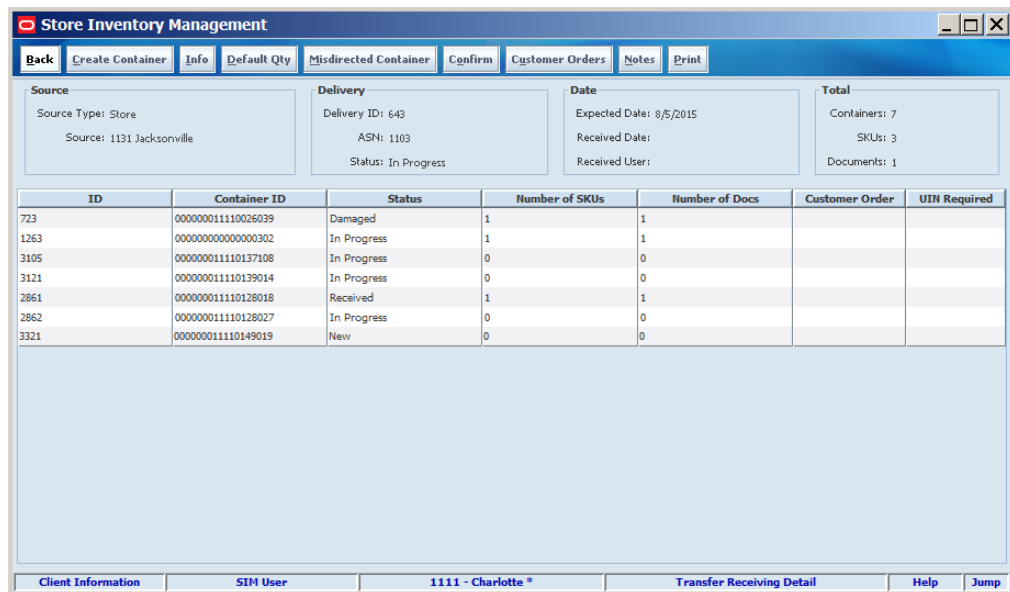 Store Inventory Management
Back Create Container Info Default Qty Misdirected Container Confirm Customer Orders Notes Print
Source Delivery Date Total
Source Type: Store Delivery ID: 643 Expected Date: 8/5/2015 Containers: 7
Source: 1131 Jacksonville ASN: 1103 Received Date: SKUs: 3
Status: In Progress Received User: Documents: 1
ID Container ID Status Number of SKUs Number of Docs Customer Order UIN Required
723 000000011110026039 Damaged 1 1
1263 000000000000000302 In Progress 1 1
3105 000000011110137108 In Progress 0 0
3121 000000011110139014 In Progress 0 0
2861 000000011110128018 Received 1 1
2862 000000011110128027 In Progress 0 0
3321 000000011110149019 New 0 0
Client Information SIM User 1111 - Charlotte * Transfer Receiving Detail Help Jump